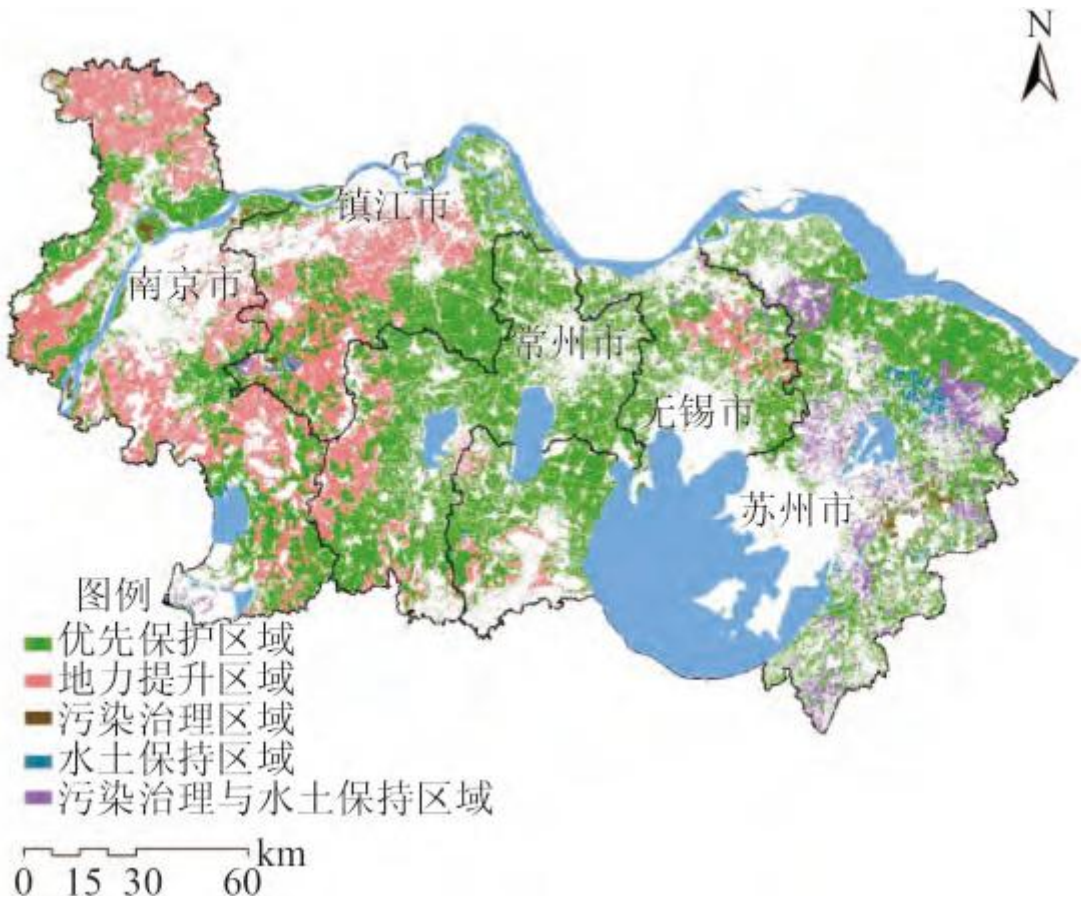 N
镇江市
南京市
常州市
无锡市
苏州市
图例
优先保护区域
地力提升区域
污染治理区域
水土保持区域
污染治理与水土保持区域
km
0 15 30 60